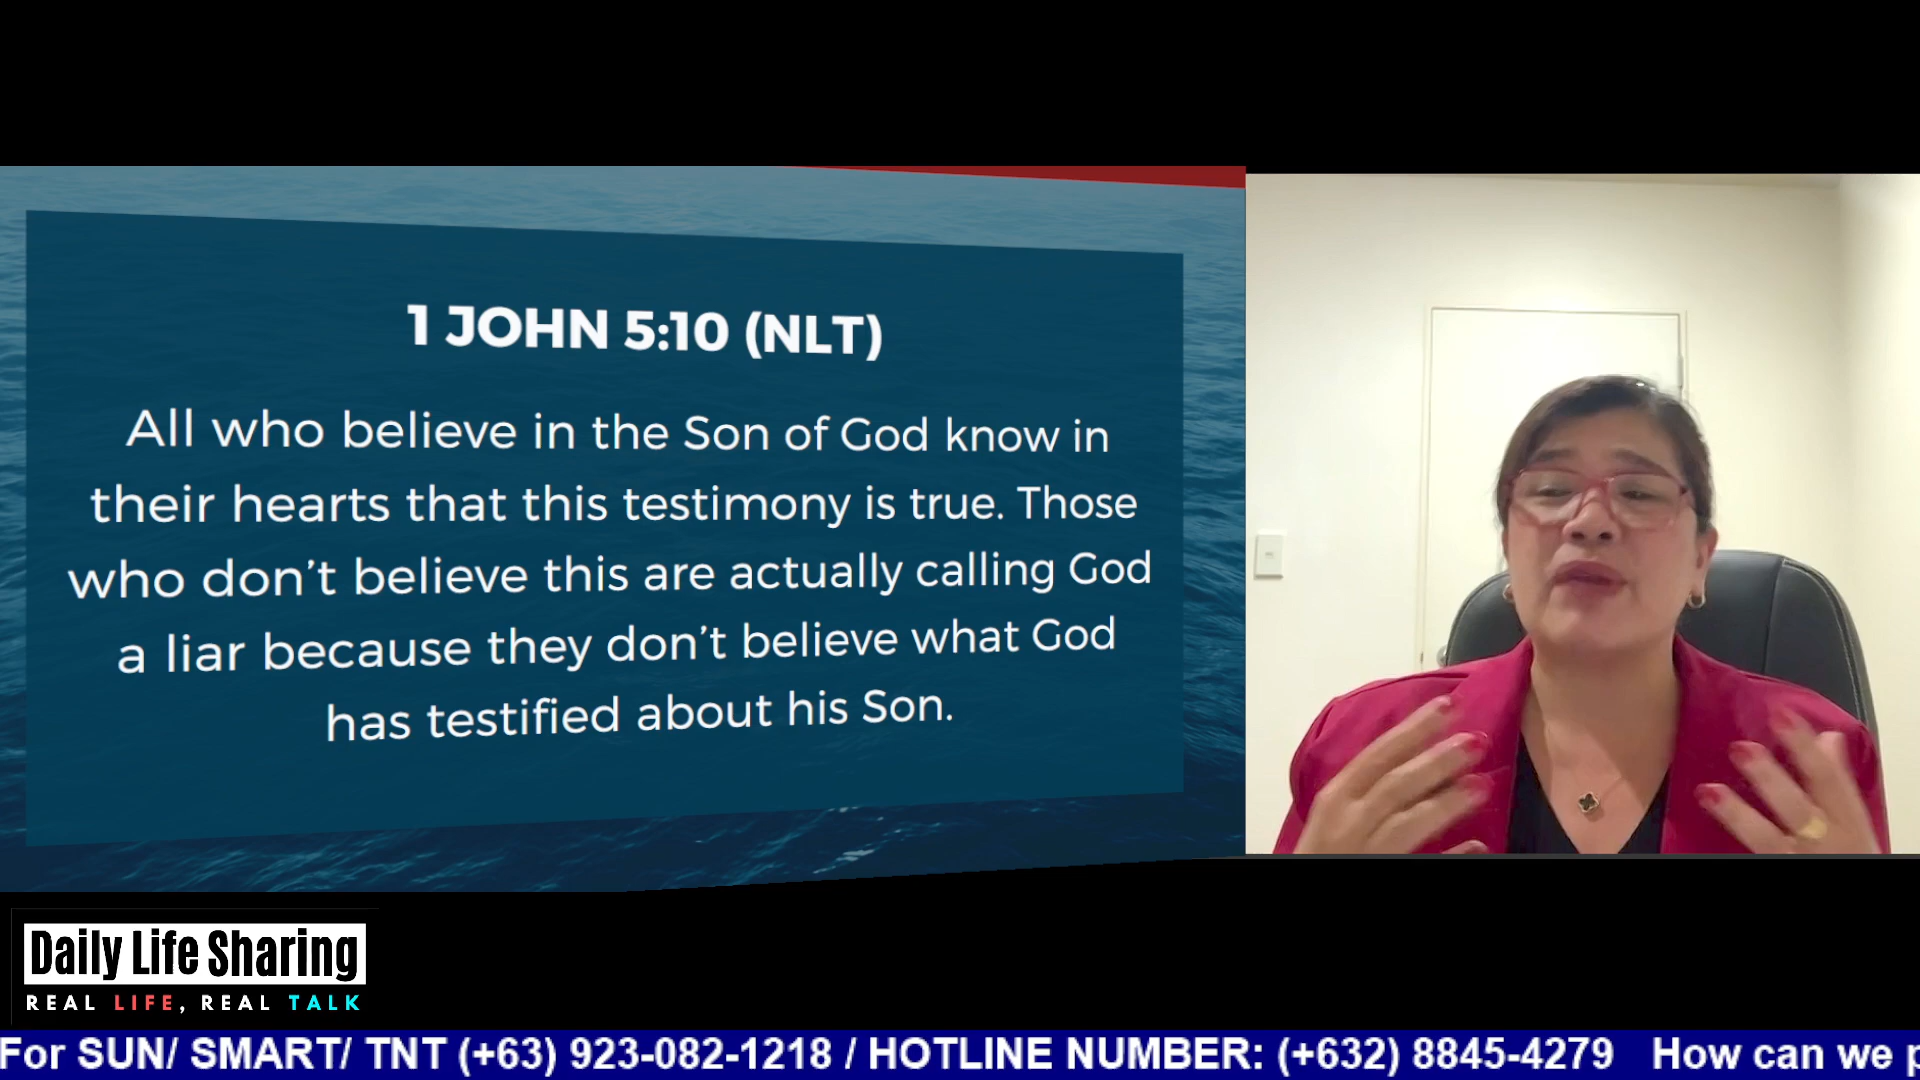 1 JOHN 5:10 (NLT)
All who believe in the Son of God know in
their hearts that this testimony is true. Those
who don’t believe this are actually calling God
a liar because they don’t believe what God
has testified about his Son.
Daily Life Sharing
REAL LIFE, REAL TALK
For SUN/ SMART/ TNT (+63) 923-082-1218 / HOTLINE NUMBER: (+632) 8845-4279 How can we